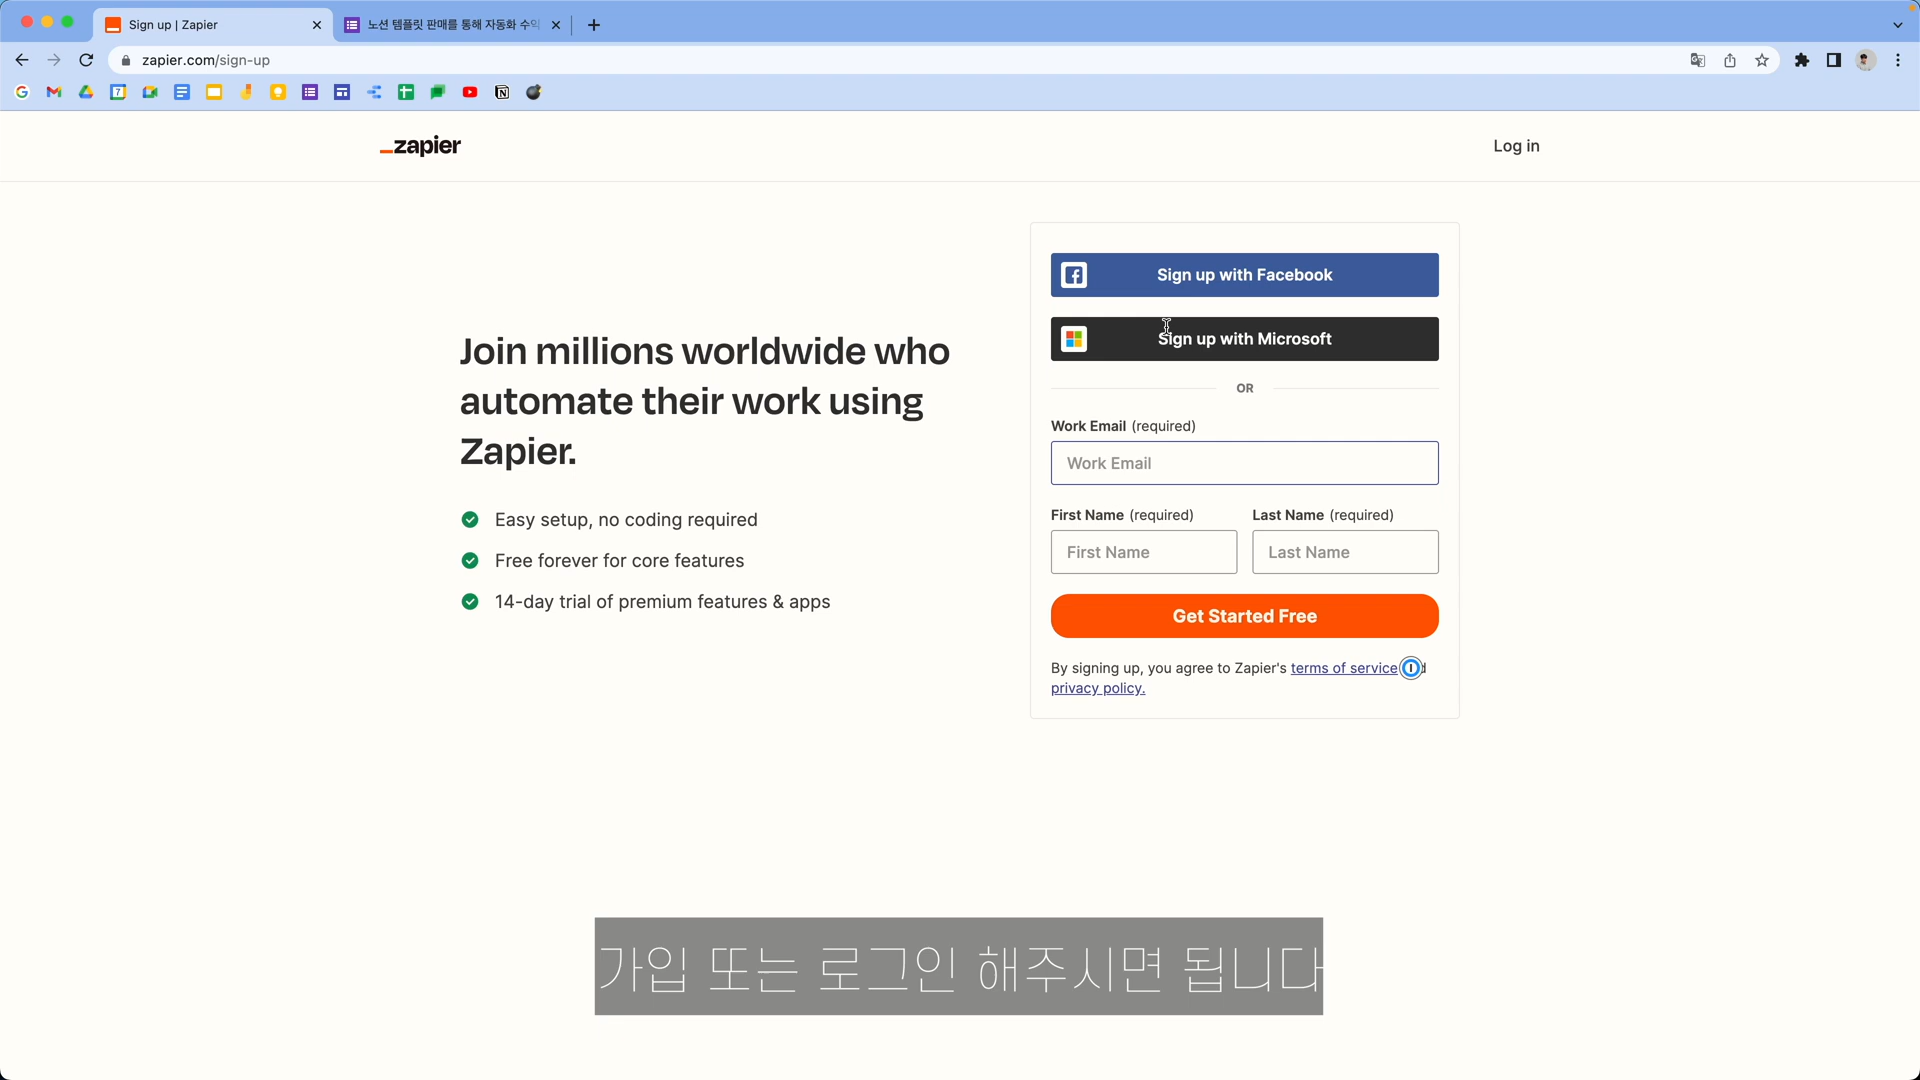 Sign up | Zapier
노션 템플릿 판매를 통해 자동화 수익
zapier.com/sign-up
zapier
Log in
Join millions worldwide who
automate their work using
Zapier.
Easy setup, no coding required
Free forever for core features
14-day trial of premium features & apps
Sign up with Facebook
Sign up with Microsoft
OR
Work Email (required)
Work Email
First Name (required) Last Name (required)
First Name Last Name
Get Started Free
By signing up, you agree to Zapier's terms of service
privacy policy.
가입 또는 로그인 해주시면 됩니다